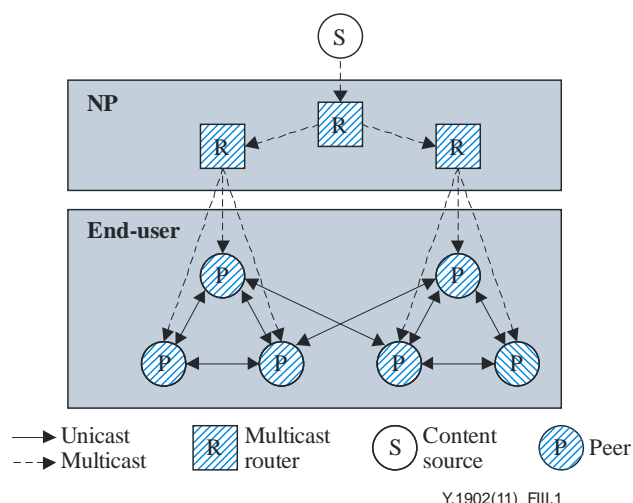 S
NP
R
R
R
End-user
P
P
P
P
P
P
Unicast
Multicast
R
Multicast
router
S
Content
source
P
Peer
Y.1902(11)_FIII.1